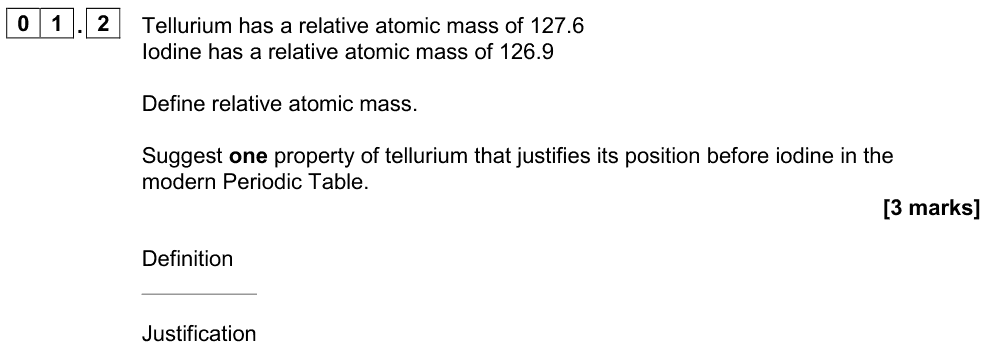 0 1 . 2 Tellurium has a relative atomic mass of 127.6
Iodine has a relative atomic mass of 126.9
Define relative atomic mass.
Suggest one property of tellurium that justifies its position before iodine in the
modern Periodic Table.
[3 marks]
Definition
Justification